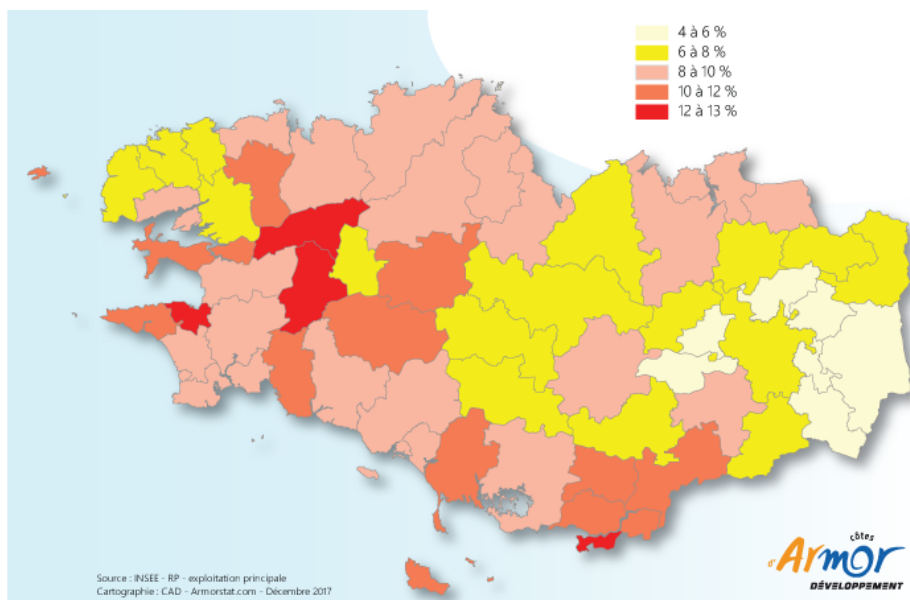 4 à 6 %
6 à 8 %
8 à 10 %
10 à 12 %
12 à 13 %
côtes
d'Armor
DÉVELOPPEMENT
Source : INSEE - RP - exploitation principale
Cartographie : CAD - Armorstat.com - Décembre 2017